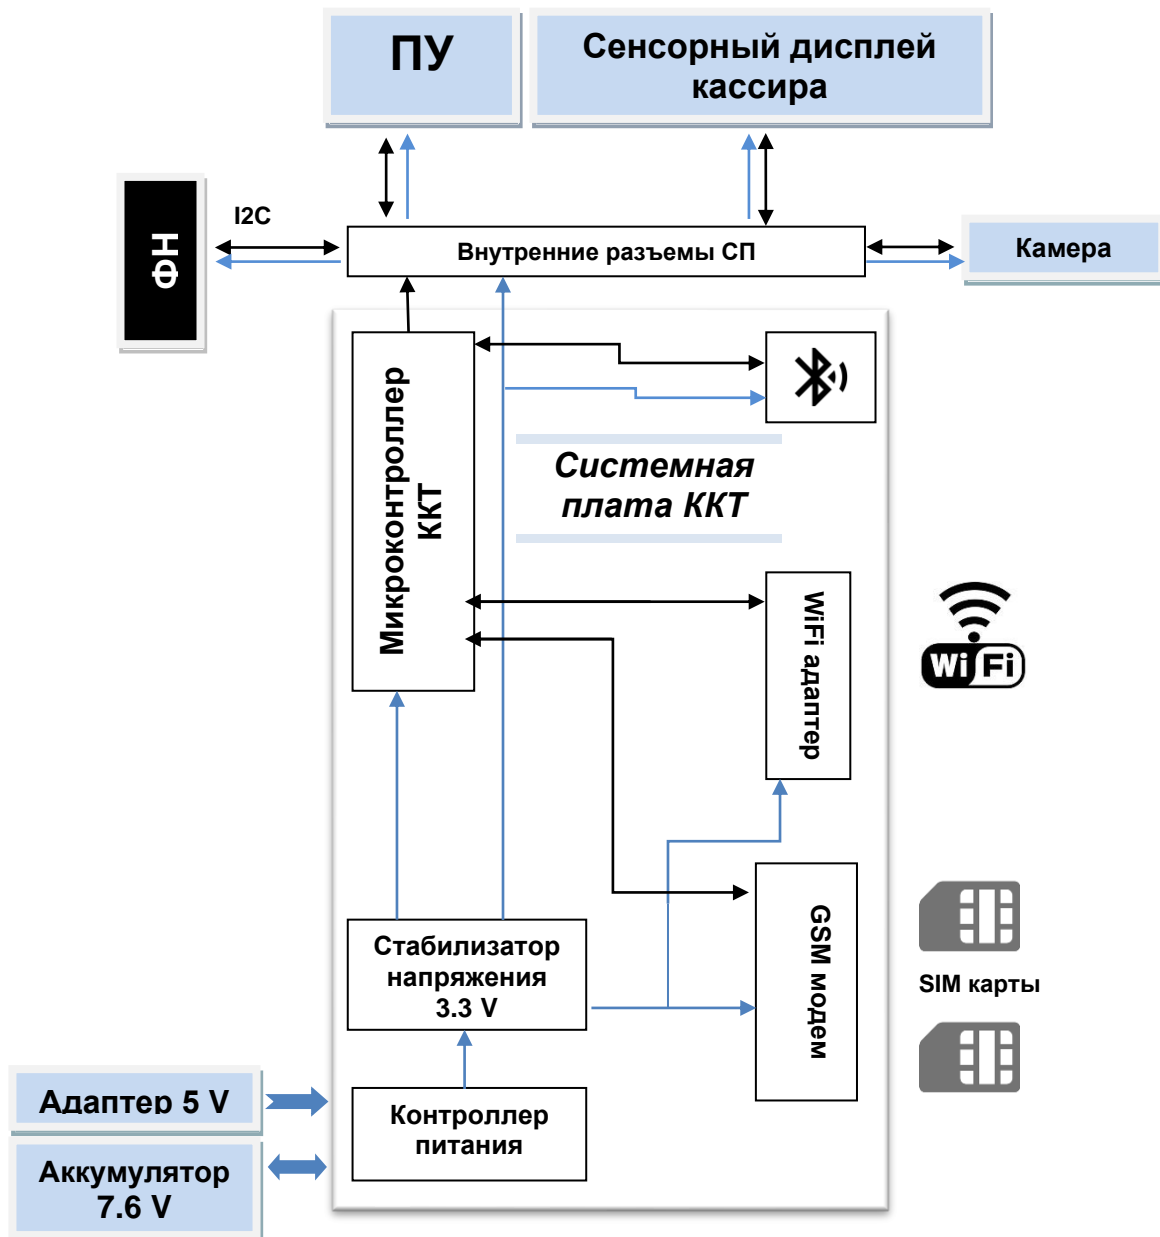 ПУ
Сенсорный дисплей
кассира
ФН
I2C
Внутренние разъемы СП
Камера
Микроконтроллер
ККТ
Системная
плата ККТ
WiFi адаптер
Wi Fi
Стабилизатор
напряжения
3.3 V
GSM модем
SIM карты
Адаптер 5 V
Контроллер
питания
Аккумулятор
7.6 V